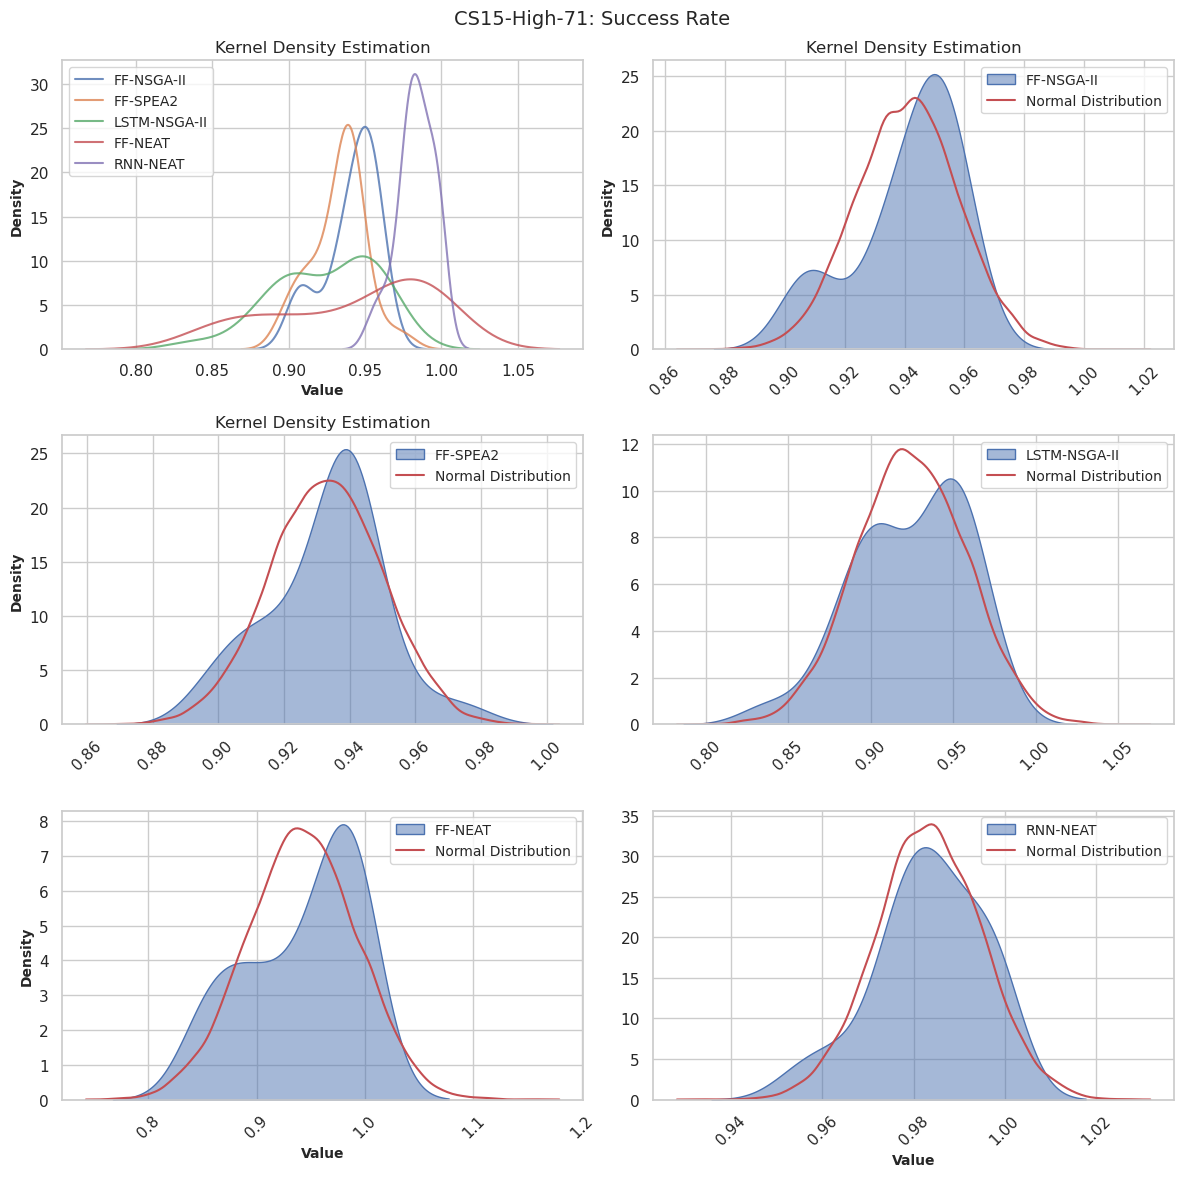 CS15-High-71: Success Rate
Kernel Density Estimation
30
25
20
15
10
5
0
Density
FF-NSGA-II
FF-SPEA2
LSTM-NSGA-II
FF-NEAT
RNN-NEAT
0.80 0.85 0.90 0.95 1.00 1.05
Value
Kernel Density Estimation
25
20
15
10
5
0
Density
FF-NSGA-II
Normal Distribution
0.86 0.88 0.90 0.92 0.94 0.96 0.98 1.00 1.02
Kernel Density Estimation
25
20
15
10
5
0
Density
FF-SPEA2
Normal Distribution
0.86 0.88 0.90 0.92 0.94 0.96 0.98 1.00
12
10
8
6
4
2
0
LSTM-NSGA-II
Normal Distribution
0.80 0.85 0.90 0.95 1.00 1.05
8
7
6
5
4
3
2
1
0
Density
FF-NEAT
Normal Distribution
0.8 0.9 1.0 1.1 1.2
Value
35
30
25
20
15
10
5
0
RNN-NEAT
Normal Distribution
0.94 0.96 0.98 1.00 1.02
Value